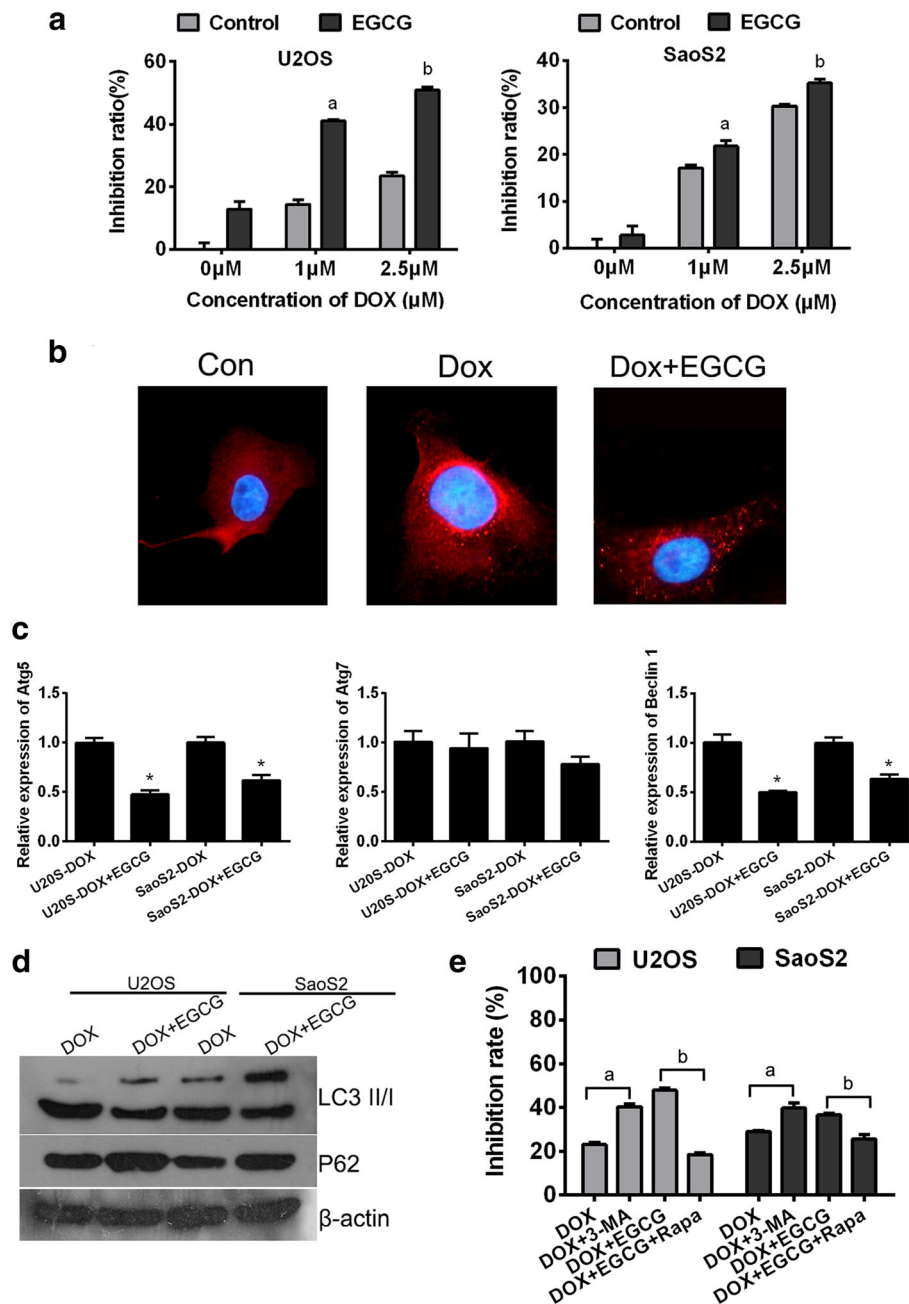 a
Control EGCG
U2OS
Inhibition ratio(%)
60
40
20
0
a
b
0µM 1µM 2.5µM
Concentration of DOX (µM)
Control EGCG
SaoS2
Inhibition ratio(%)
40
30
20
10
0
a
b
0µM 1µM 2.5µM
Concentration of DOX (µM)
b
Con Dox Dox+EGCG
c
Relative expression of Atg5
1.5
1.0
0.5
0.0
* *
U20S-DOX
U20S-DOX+EGCG
SaoS2-DOX
SaoS2-DOX+EGCG
Relative expression of Atg7
1.5
1.0
0.5
0.0
U20S-DOX
U20S-DOX+EGCG
SaoS2-DOX
SaoS2-DOX+EGCG
Relative expression of Beclin 1
1.5
1.0
0.5
0.0
* *
U20S-DOX
U20S-DOX+EGCG
SaoS2-DOX
SaoS2-DOX+EGCG
d
U2OS SaoS2
DOX DOX+EGCG DOX DOX+EGCG
LC3 II/I
P62
β-actin
e
U2OS SaoS2
Inhibition rate (%)
100
80
60
40
20
0
a b a b
DOX
DOX+3-MA
DOX+EGCG
DOX+EGCG+Rapa
DOX
DOX+3-MA
DOX+EGCG
DOX+EGCG+Rapa